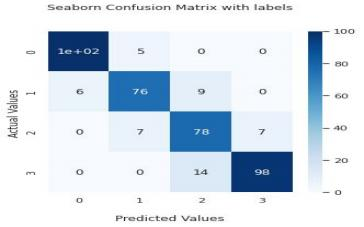 Seaborn Confusion Matrix with labels
100
0 1e+02 5 0 0
80
1 6 76 9 0
60
Actual Values
40
2 0 7 78 7
20
3 0 0 14 98
0
0 1 2 3
Predicted Values